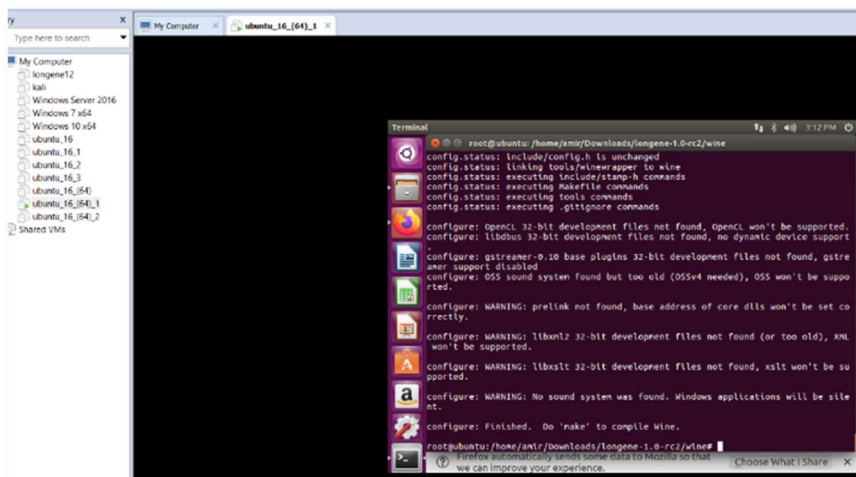 ry
X
Type here to search
My Computer
longene12
kali
Windows Server 2016
Windows 7 x64
Windows 10 x64
ubuntu_16
ubuntu_16_1
ubuntu_16_2
ubuntu_16_3
ubuntu_16_(64)
ubuntu_16_(64)_1
ubuntu_16_(64)_2
Shared VMs
My Computer × ubuntu_16_(64)_1 ×
Terminal 3:12 PM
root@ubuntu: /home/amir/Downloads/longene-1.0-rc2/wine
config.status: include/config.h is unchanged
config.status: linking tools/winewrapper to wine
config.status: executing include/stamp-h commands
config.status: executing Makefile commands
config.status: executing tools commands
config.status: executing .gitignore commands
configure: OpenCL 32-bit development files not found, OpenCL won't be supported.
configure: libdbus 32-bit development files not found, no dynamic device support
.
configure: gstreamer-0.10 base plugins 32-bit development files not found, gstre
amer support disabled
configure: OSS sound system found but too old (OSSv4 needed), OSS won't be suppo
rted.
configure: WARNING: prelink not found, base address of core dlls won't be set co
rrectly.
configure: WARNING: libxml2 32-bit development files not found (or too old), XML
won't be supported.
configure: WARNING: libxslt 32-bit development files not found, xslt won't be su
pported.
configure: WARNING: No sound system was found. Windows applications will be sile
nt.
configure: Finished. Do 'make' to compile Wine.
root@ubuntu:/home/amir/Downloads/longene-1.0-rc2/wine#
Firefox automatically sends some data to Mozilla so that
we can improve your experience.
Choose What I Share ×